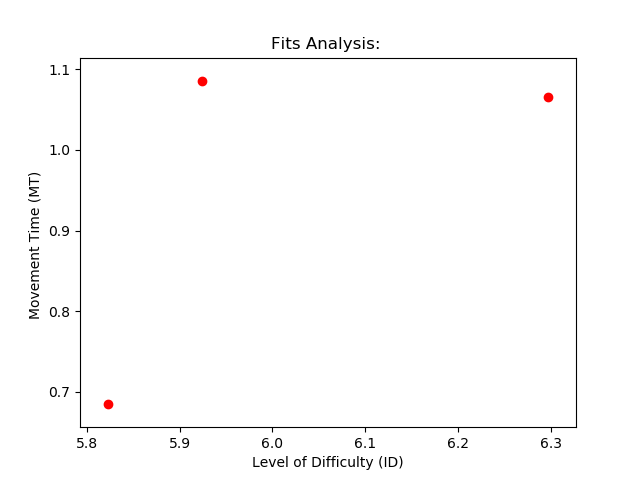 Fits Analysis:
1.1
1.0
0.9
0.8
0.7
Movement Time (MT)
5.8 5.9 6.0 6.1 6.2 6.3
Level of Difficulty (ID)